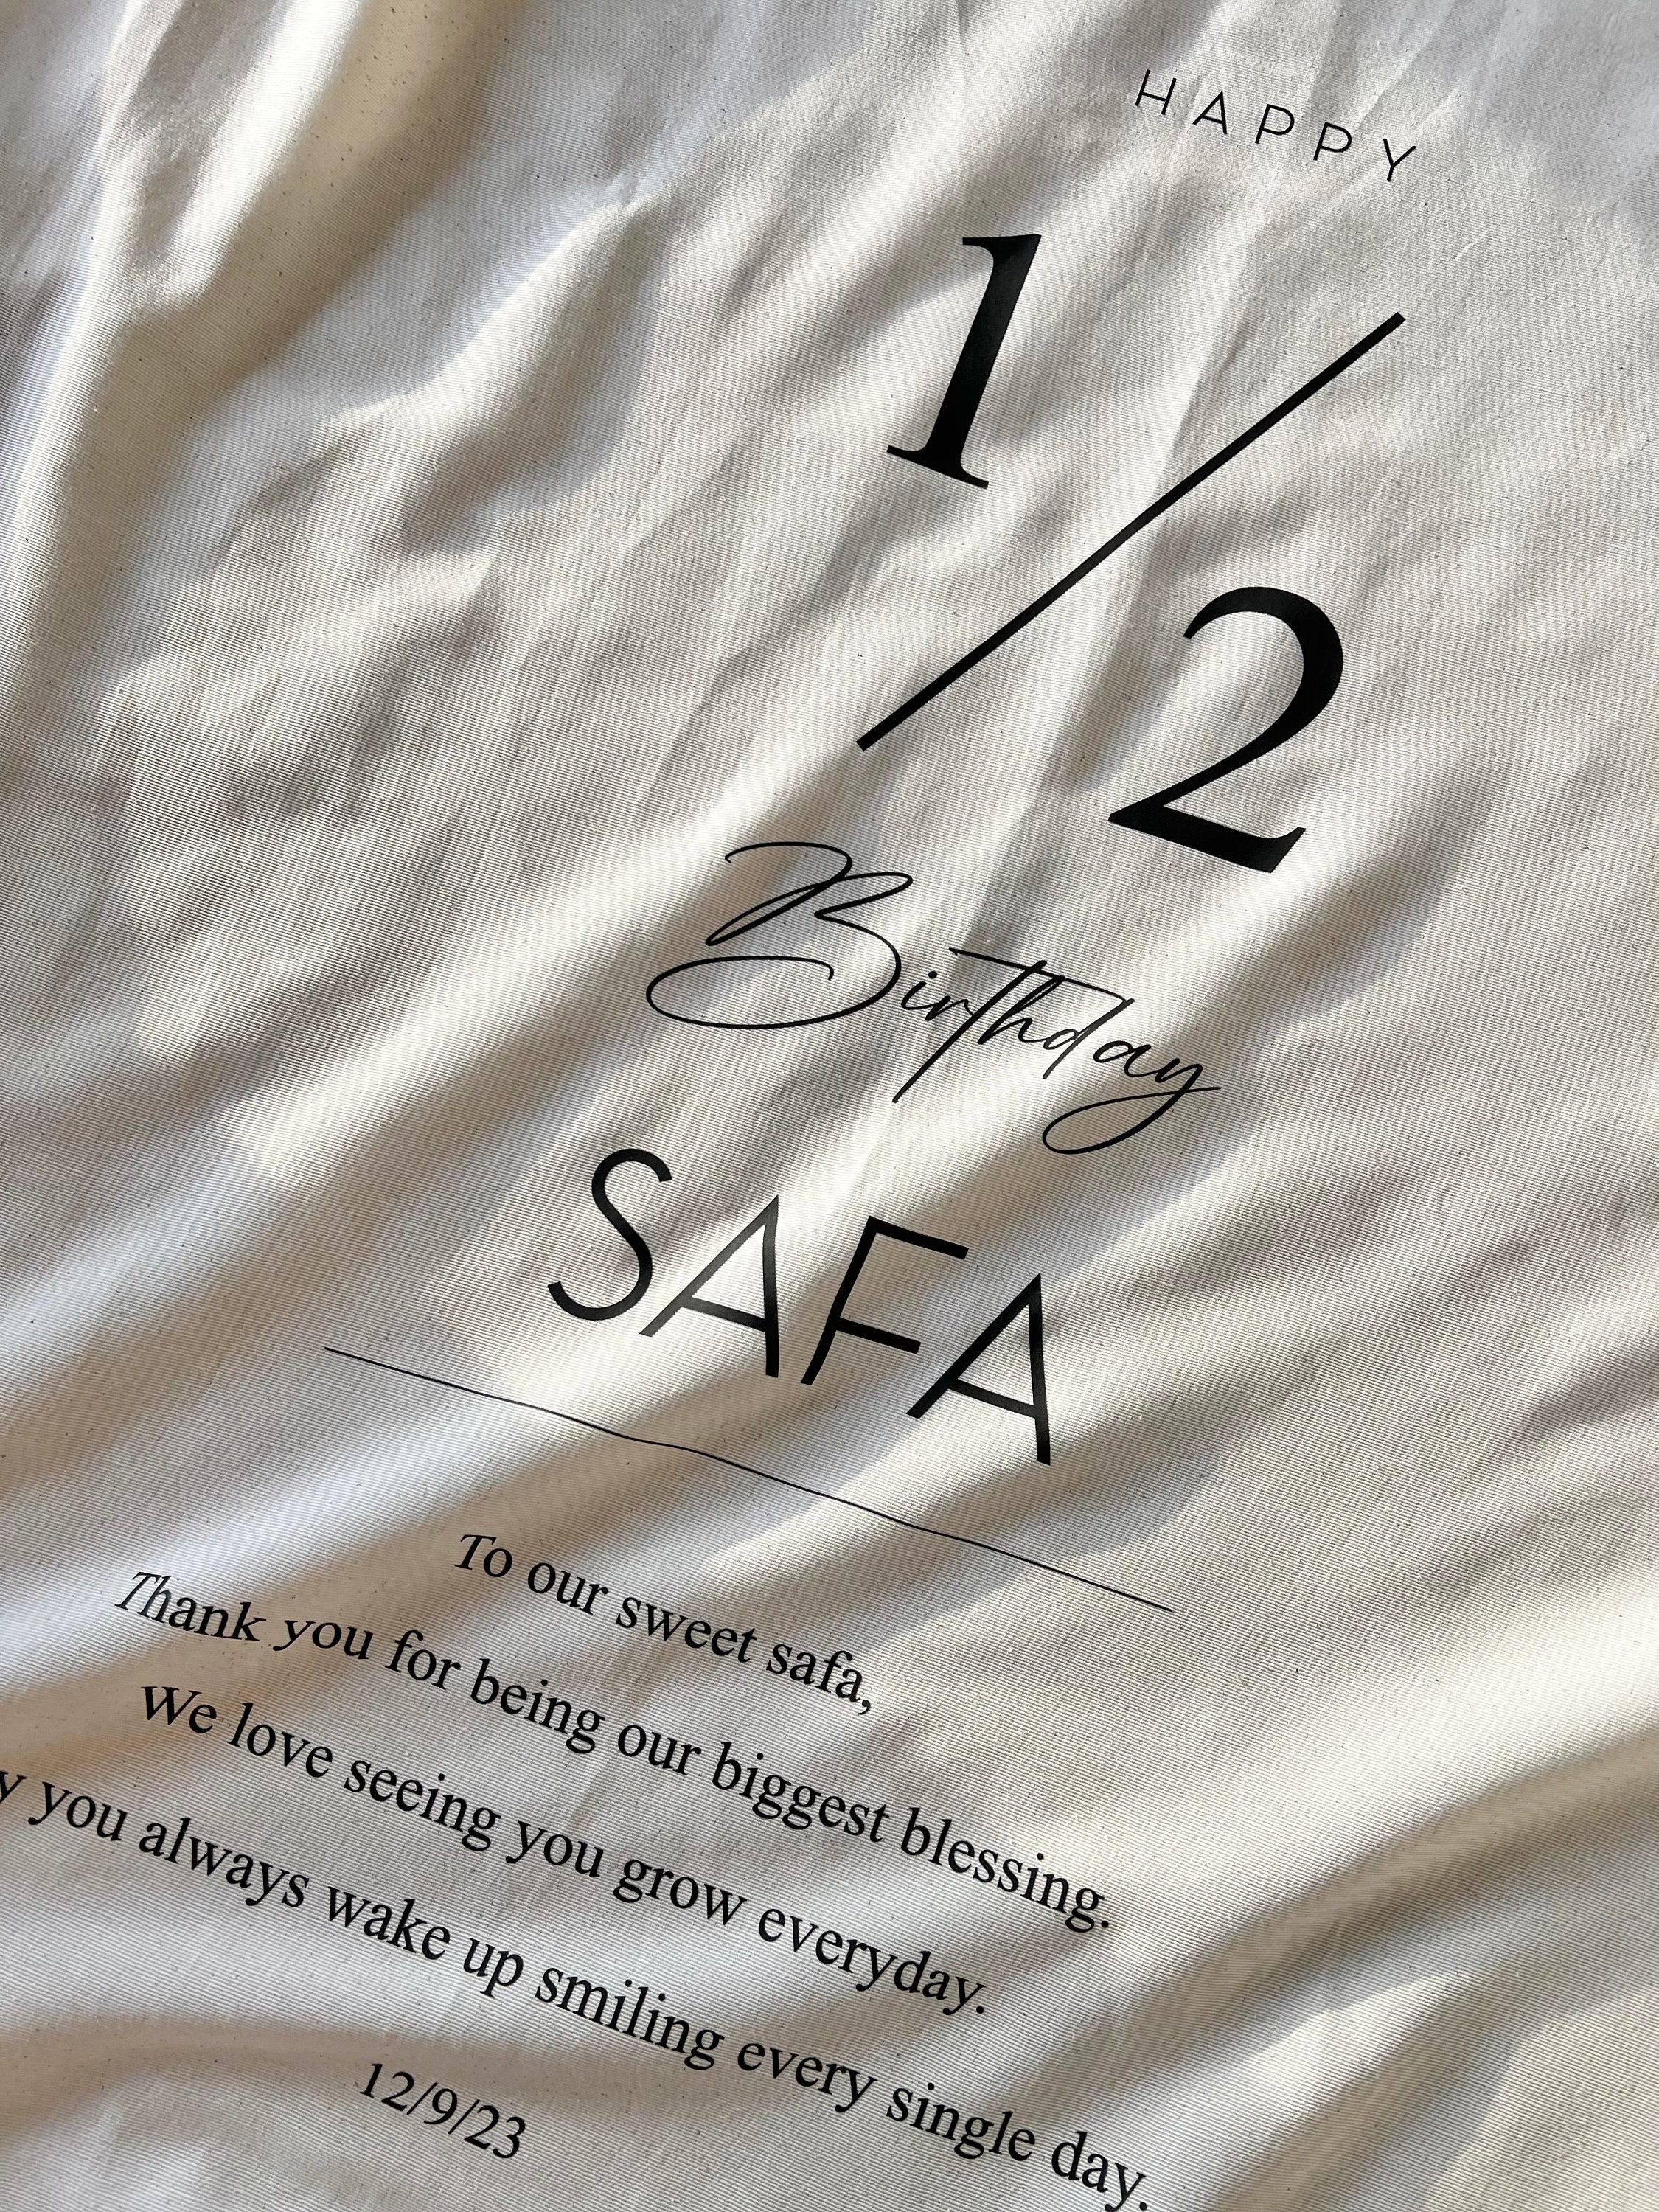 HAPPY
1/2
Birthday
SAFA
To our sweet safa,
Thank you for being our biggest blessing.
We love seeing you grow everyday.
you always wake up smiling every single day.
12/9/23